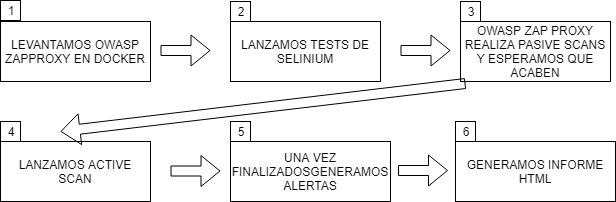 1
LEVANTAMOS OWASP
ZAPPROXY EN DOCKER
2
LANZAMOS TESTS DE
SELINIUM
3
OWASP ZAP PROXY
REALIZA PASIVE SCANS
Y ESPERAMOS QUE
ACABEN
4
LANZAMOS ACTIVE
SCAN
5
UNA VEZ
FINALIZADOSGENERAMOS
ALERTAS
6
GENERAMOS INFORME
HTML